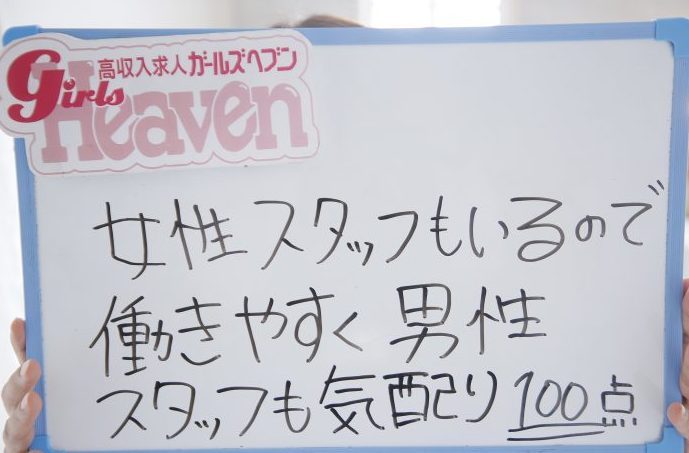 高収入求人 ガールズヘブン
Girls Heaven
女性スタッフもいるので
働きやすく 男性
スタッフも気配り100点